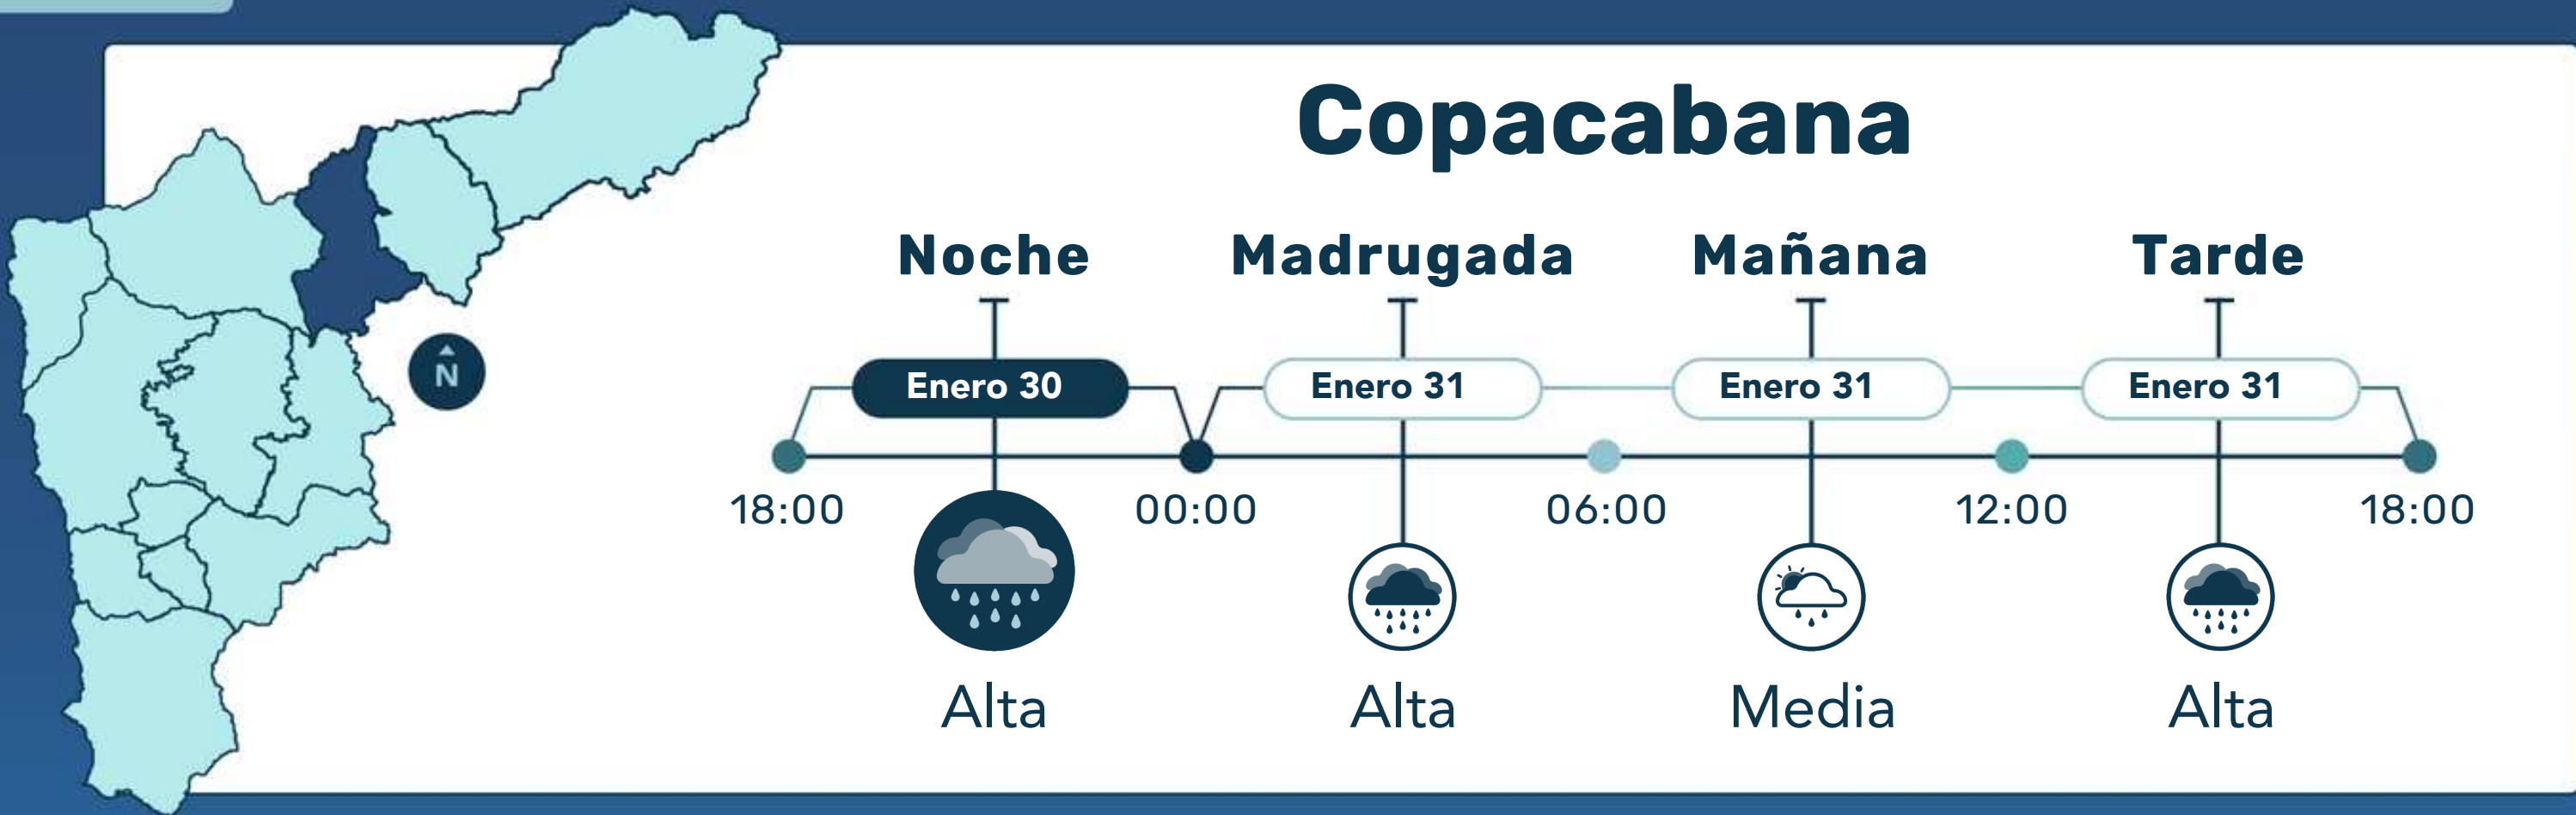 Copacabana
Noche Madrugada Mañana Tarde
Enero 30 Enero 31 Enero 31 Enero 31
N
18:00 00:00 06:00 12:00 18:00
Alta Alta Media Alta